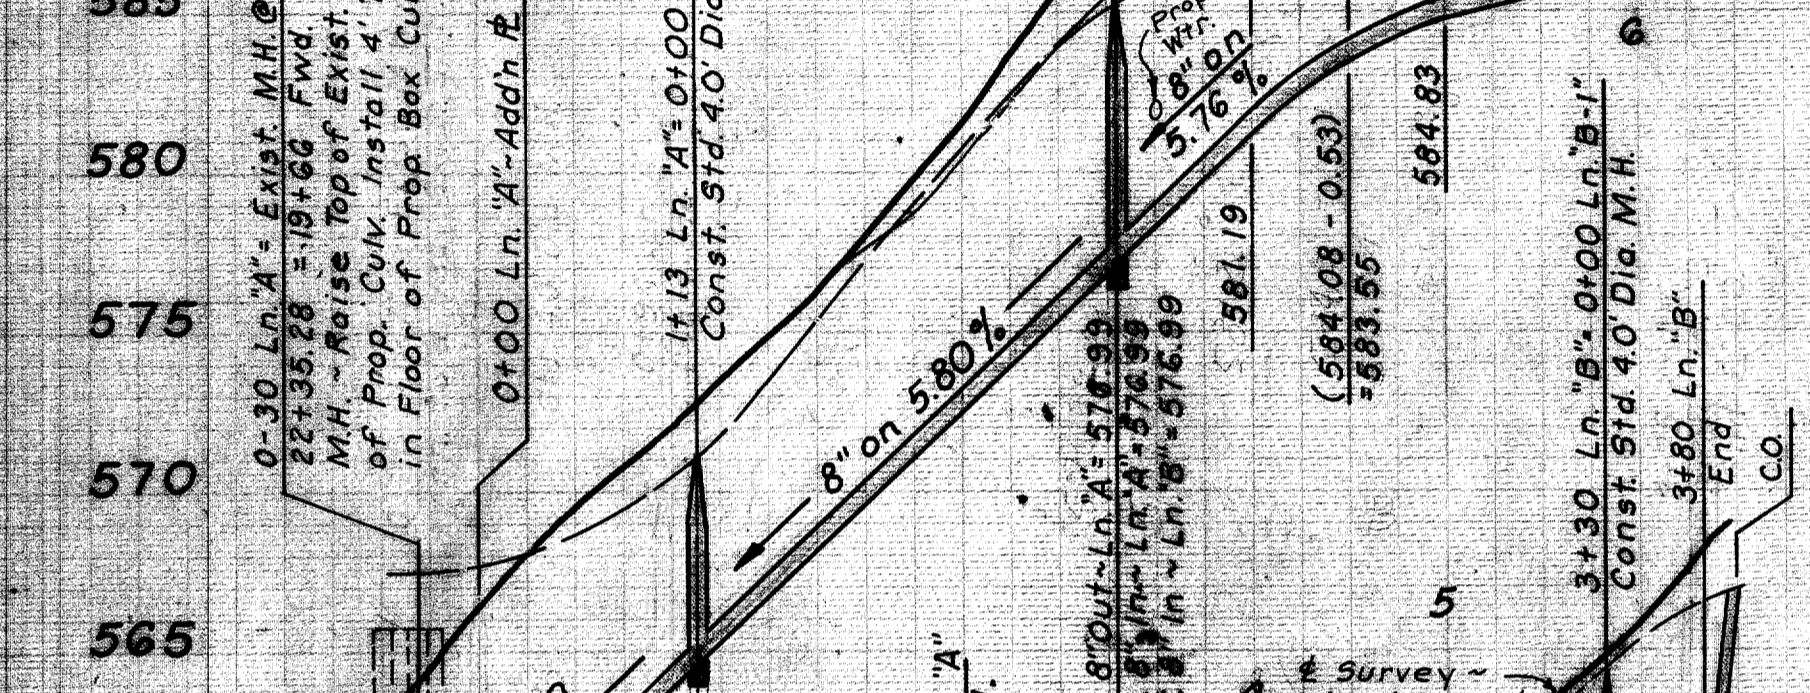 585
580
575
570
565
0-30 Ln."A"= Exist. M.H. @
22+35.28 = 19+66 Fwd.
M.H. ~ Raise Top of Exist.
of Prop. Culv. Install 4'
in Floor of Prop. Box Cu
0+00 Ln. "A"~Add'n PL
1+13 Ln. "A"= 0+00
Const. Std. 4.0' Dia
8" on 5.80%
Prop
Wtr.
8" on
5.76 %
8" Out~Ln."A"= 576.99
8" In~ Ln."A"= 576.99
8" In ~ Ln."B"= 576.99
581.19
(584.08 - 0.53)
=583.55
584.83
6
3+30 Ln. "B"= 0+00 Ln."B-1"
Const. Std. 4.0' Dia. M.H.
3+80 Ln."B"
End
C.O.
5
"A"
℄ Survey ~